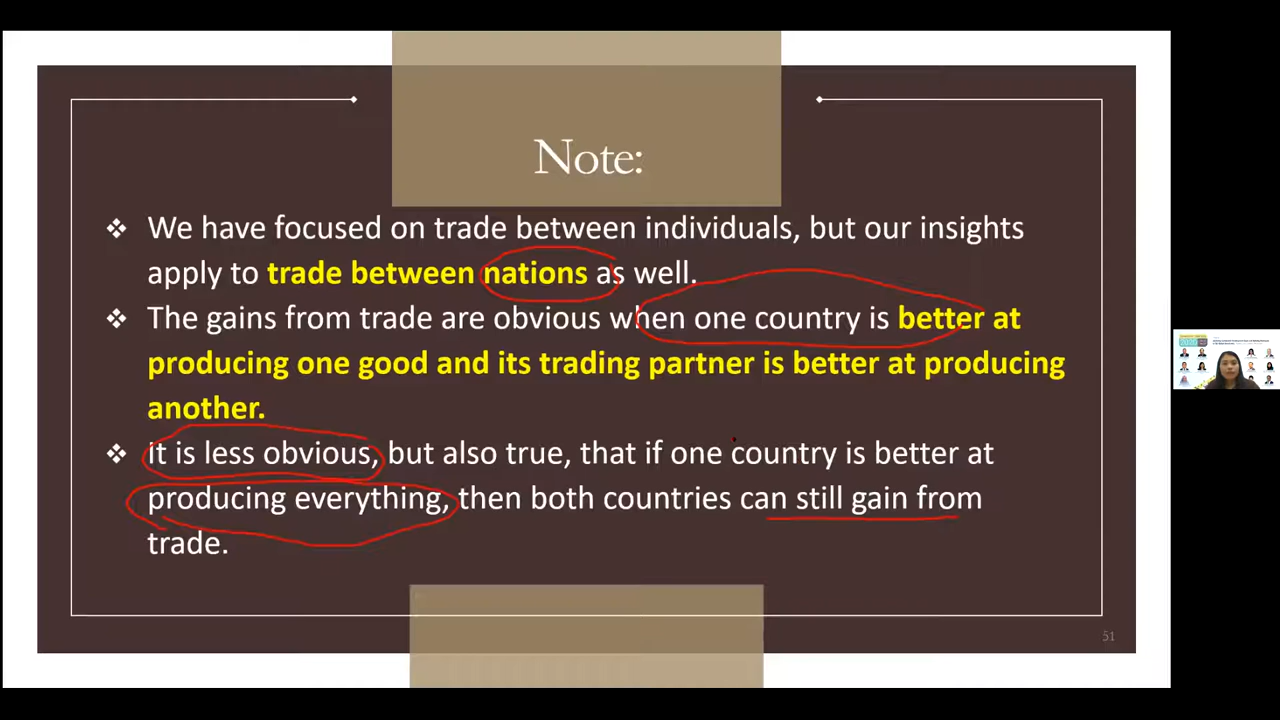 Note:
❖ We have focused on trade between individuals, but our insights
apply to trade between nations as well.
❖ The gains from trade are obvious when one country is better at
producing one good and its trading partner is better at producing
another.
❖ It is less obvious, but also true, that if one country is better at
producing everything, then both countries can still gain from
trade.
51